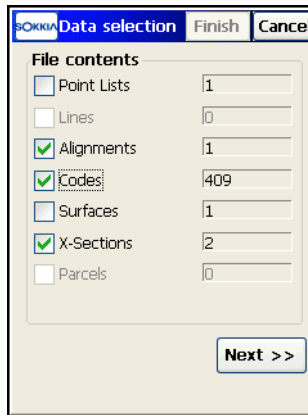 SOKKIA Data selection Finish Cance
File contents
Point Lists 1
Lines 0
Alignments 1
Codes 409
Surfaces 1
X-Sections 2
Parcels 0
Next >>